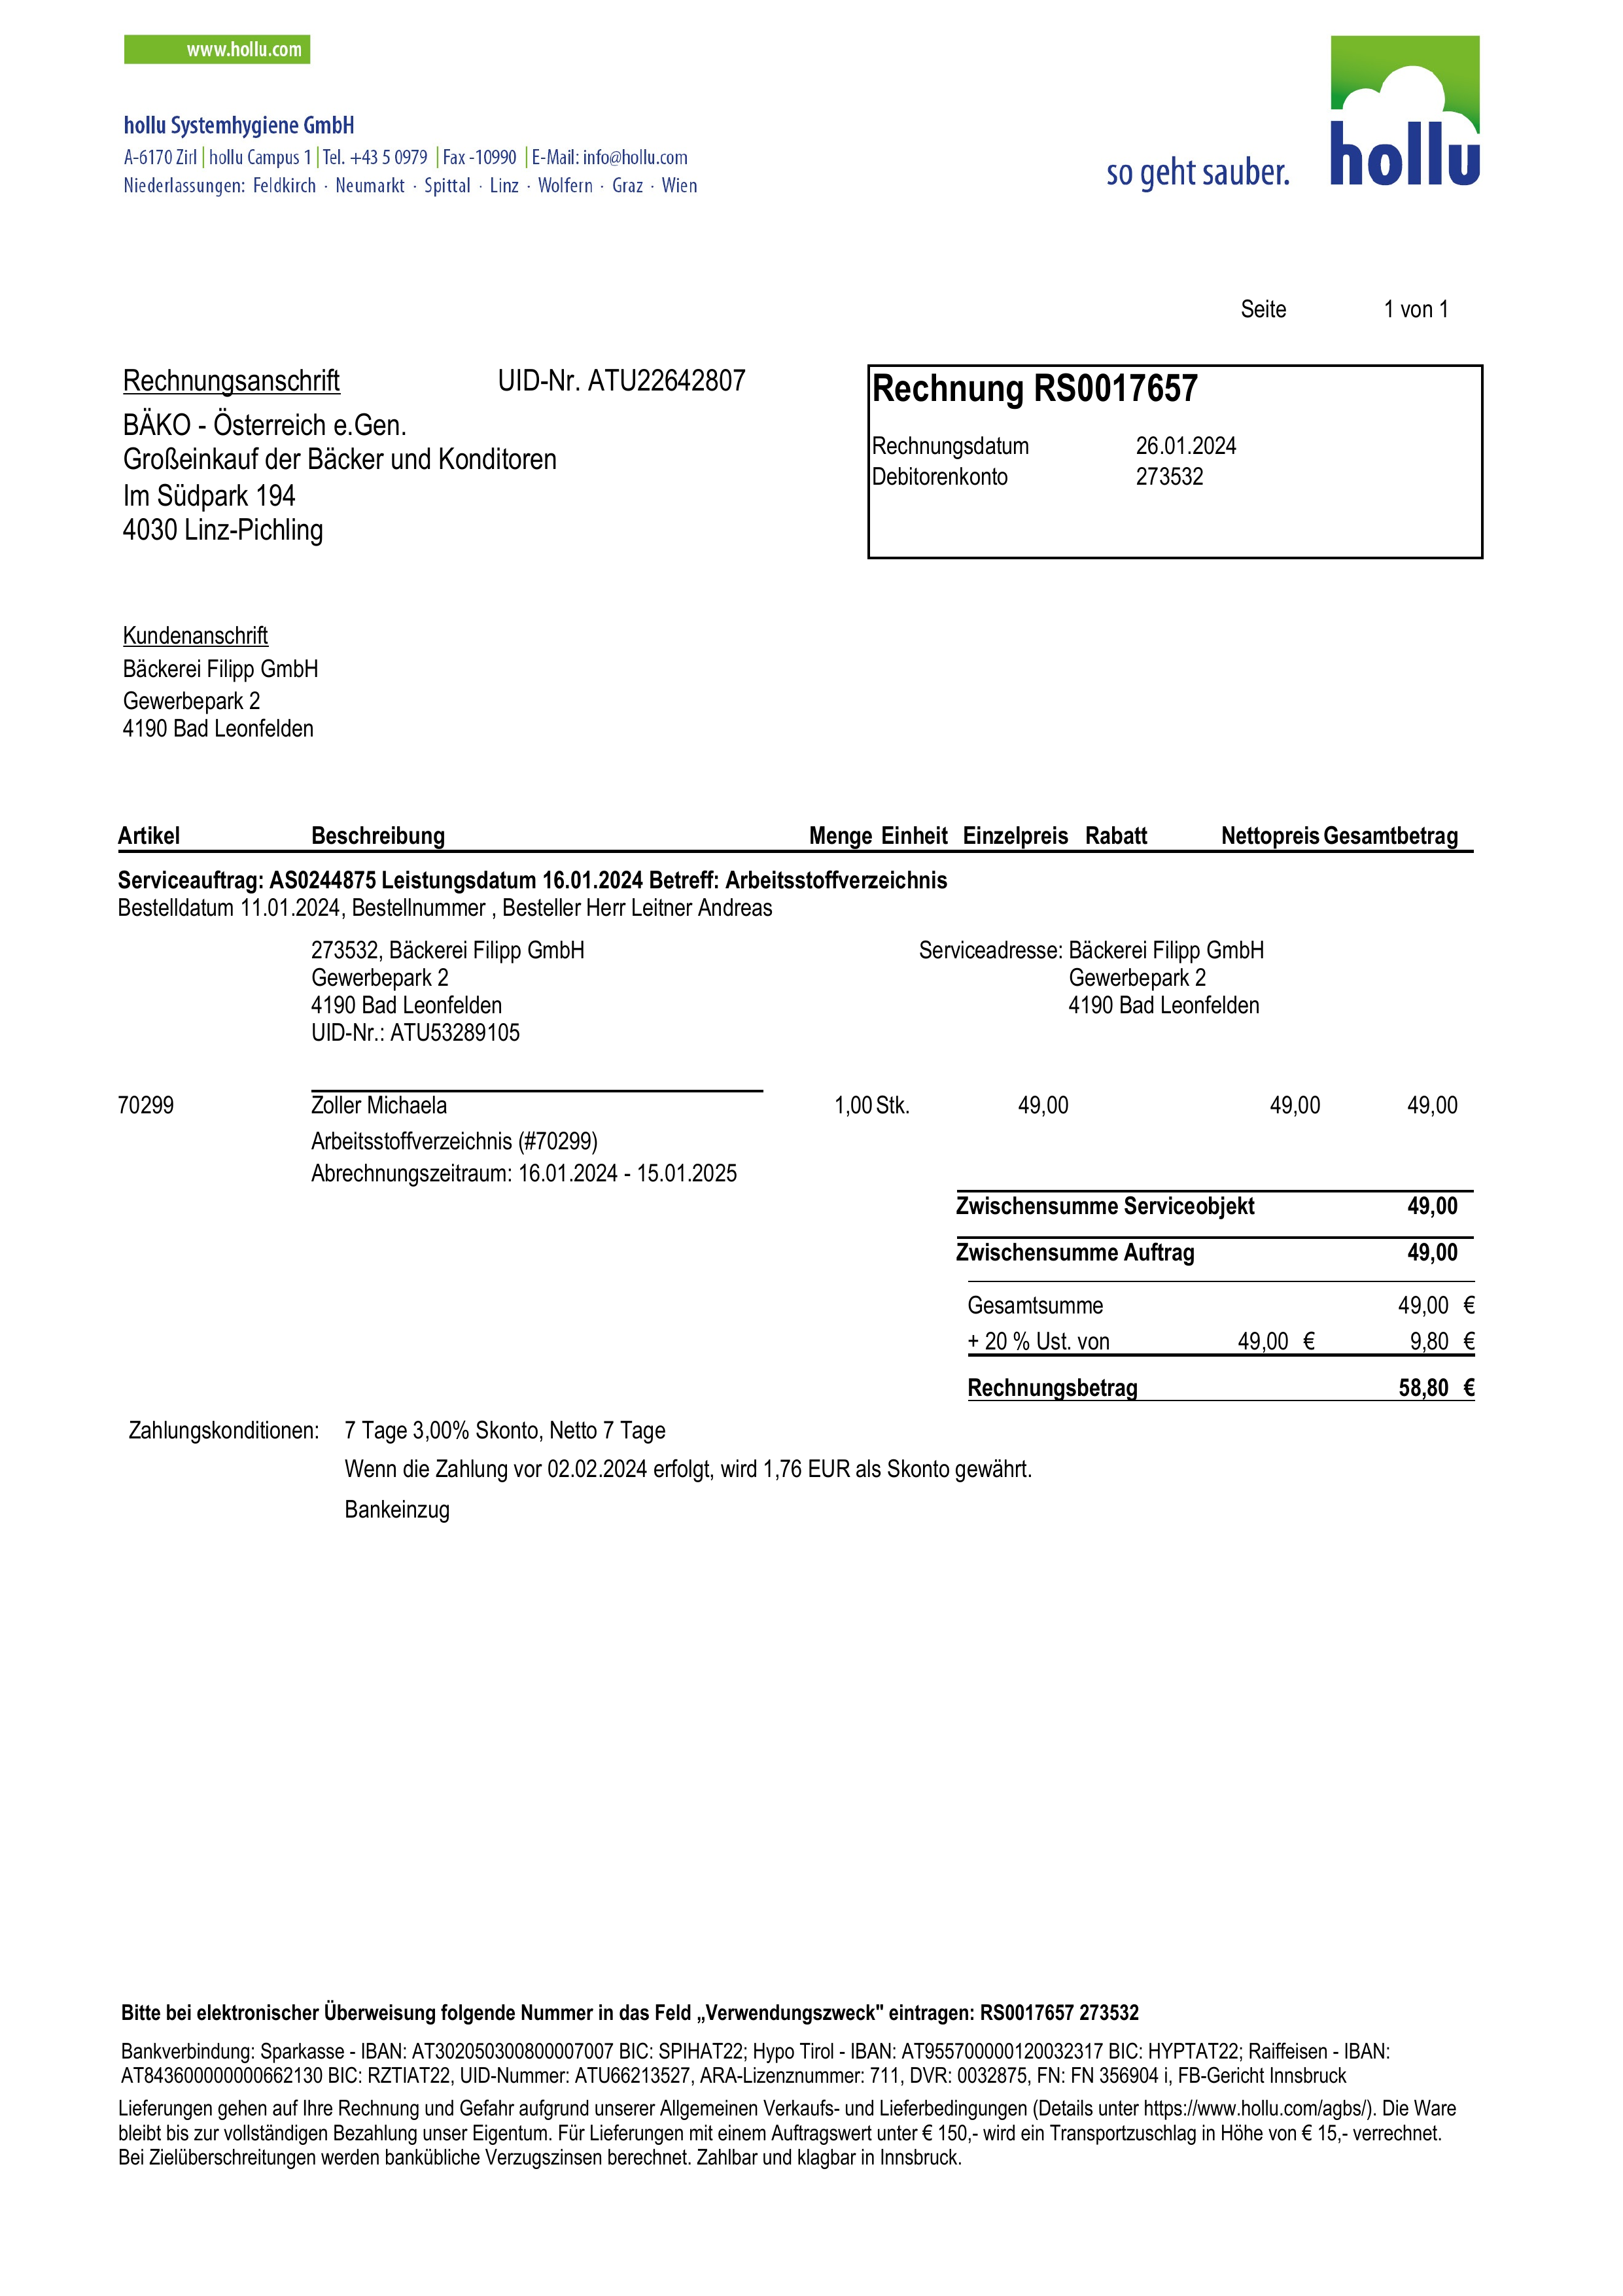 www.hollu.com
hollu Systemhygiene GmbH
A-6170 Zirl | hollu Campus 1 | Tel. +43 5 0979 | Fax -10990 | E-Mail: info@hollu.com
Niederlassungen: Feldkirch · Neumarkt · Spittal · Linz · Wolfern · Graz · Wien
so geht sauber.
hollu
Seite 1 von 1
Rechnungsanschrift UID-Nr. ATU22642807
BÄKO - Österreich e.Gen.
Großeinkauf der Bäcker und Konditoren
Im Südpark 194
4030 Linz-Pichling
Rechnung RS0017657
Rechnungsdatum 26.01.2024
Debitorenkonto 273532
Kundenanschrift
Bäckerei Filipp GmbH
Gewerbepark 2
4190 Bad Leonfelden
Artikel Beschreibung Menge Einheit Einzelpreis Rabatt Nettopreis Gesamtbetrag
Serviceauftrag: AS0244875 Leistungsdatum 16.01.2024 Betreff: Arbeitsstoffverzeichnis
Bestelldatum 11.01.2024, Bestellnummer , Besteller Herr Leitner Andreas
273532, Bäckerei Filipp GmbH Serviceadresse: Bäckerei Filipp GmbH
Gewerbepark 2 Gewerbepark 2
4190 Bad Leonfelden 4190 Bad Leonfelden
UID-Nr.: ATU53289105
70299 Zoller Michaela 1,00 Stk. 49,00 49,00 49,00
Arbeitsstoffverzeichnis (#70299)
Abrechnungszeitraum: 16.01.2024 - 15.01.2025
Zwischensumme Serviceobjekt 49,00
Zwischensumme Auftrag 49,00
Gesamtsumme 49,00 €
+ 20 % Ust. von 49,00 € 9,80 €
Rechnungsbetrag 58,80 €
Zahlungskonditionen: 7 Tage 3,00% Skonto, Netto 7 Tage
Wenn die Zahlung vor 02.02.2024 erfolgt, wird 1,76 EUR als Skonto gewährt.
Bankeinzug
Bitte bei elektronischer Überweisung folgende Nummer in das Feld „Verwendungszweck" eintragen: RS0017657 273532
Bankverbindung: Sparkasse - IBAN: AT302050300800007007 BIC: SPIHAT22; Hypo Tirol - IBAN: AT955700000120032317 BIC: HYPTAT22; Raiffeisen - IBAN:
AT843600000000662130 BIC: RZTIAT22, UID-Nummer: ATU66213527, ARA-Lizenznummer: 711, DVR: 0032875, FN: FN 356904 i, FB-Gericht Innsbruck
Lieferungen gehen auf Ihre Rechnung und Gefahr aufgrund unserer Allgemeinen Verkaufs- und Lieferbedingungen (Details unter https://www.hollu.com/agbs/). Die Ware
bleibt bis zur vollständigen Bezahlung unser Eigentum. Für Lieferungen mit einem Auftragswert unter € 150,- wird ein Transportzuschlag in Höhe von € 15,- verrechnet.
Bei Zielüberschreitungen werden bankübliche Verzugszinsen berechnet. Zahlbar und klagbar in Innsbruck.